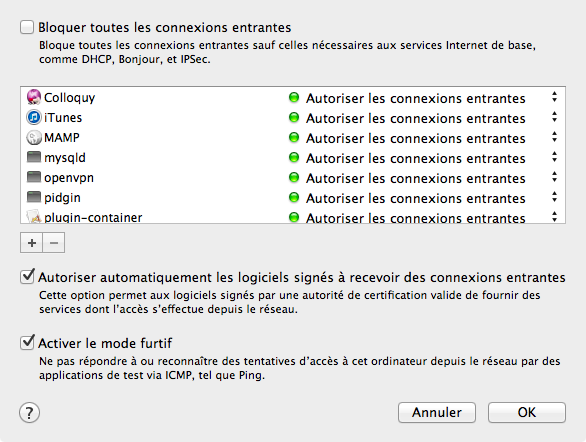 Bloquer toutes les connexions entrantes
Bloque toutes les connexions entrantes sauf celles nécessaires aux services Internet de base,
comme DHCP, Bonjour, et IPSec.
Colloquy Autoriser les connexions entrantes
iTunes Autoriser les connexions entrantes
MAMP Autoriser les connexions entrantes
mysqld Autoriser les connexions entrantes
openvpn Autoriser les connexions entrantes
pidgin Autoriser les connexions entrantes
plugin-container Autoriser les connexions entrantes
+ −
Autoriser automatiquement les logiciels signés à recevoir des connexions entrantes
Cette option permet aux logiciels signés par une autorité de certification valide de fournir des
services dont l’accès s’effectue depuis le réseau.
Activer le mode furtif
Ne pas répondre à ou reconnaître des tentatives d’accès à cet ordinateur depuis le réseau par des
applications de test via ICMP, tel que Ping.
? Annuler OK